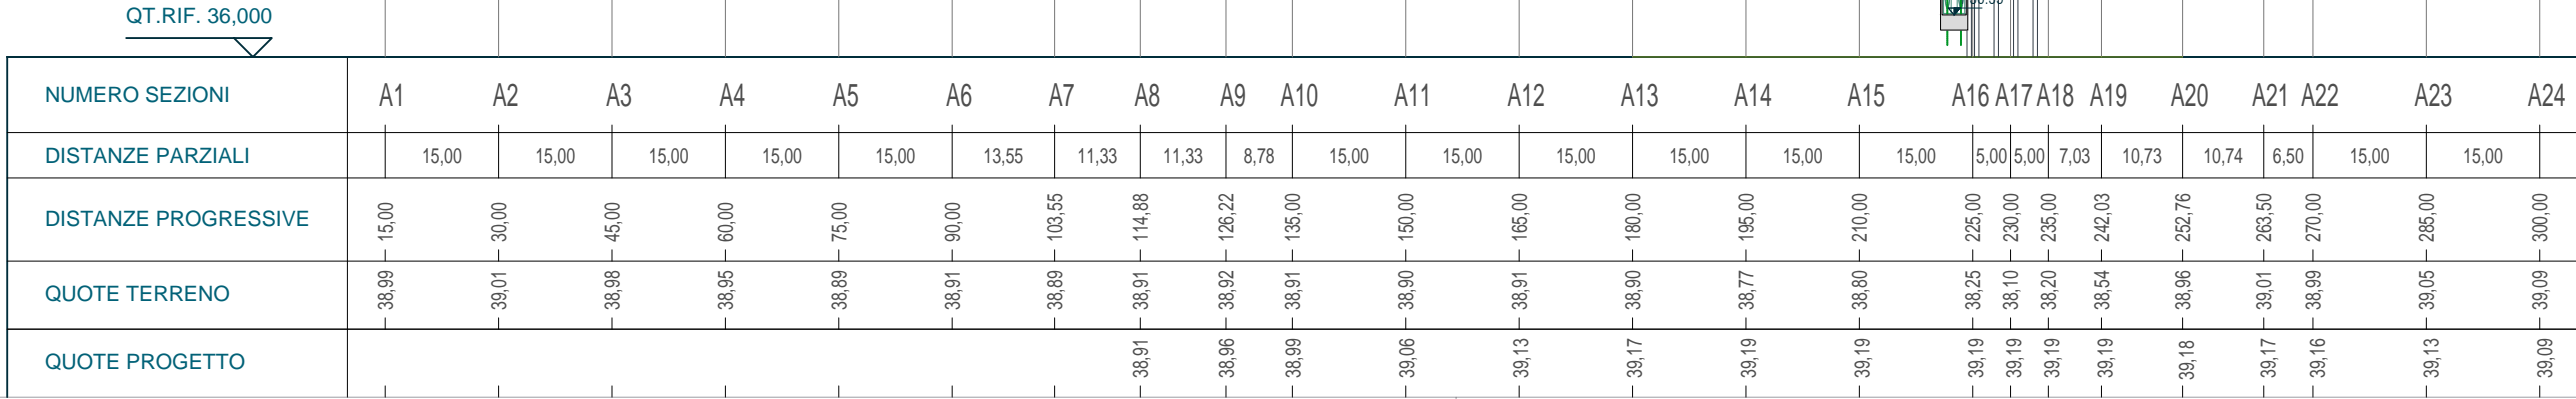 QT.RIF. 36,000
NUMERO SEZIONI A1 A2 A3 A4 A5 A6 A7 A8 A9 A10 A11 A12 A13 A14 A15 A16 A17 A18 A19 A20 A21 A22 A23 A24
DISTANZE PARZIALI 15,00 15,00 15,00 15,00 15,00 13,55 11,33 11,33 8,78 15,00 15,00 15,00 15,00 15,00 15,00 5,00 5,00 7,03 10,73 10,74 6,50 15,00 15,00
DISTANZE PROGRESSIVE 15,00 30,00 45,00 60,00 75,00 90,00 103,55 114,88 126,22 135,00 150,00 165,00 180,00 195,00 210,00 225,00 230,00 235,00 242,03 252,76 263,50 270,00 285,00 300,00
QUOTE TERRENO 38,99 39,01 38,98 38,95 38,89 38,91 38,89 38,91 38,92 38,91 38,90 38,91 38,90 38,77 38,80 38,25 38,10 38,20 38,54 38,96 39,01 38,99 39,05 39,09
QUOTE PROGETTO 38,91 38,96 38,99 39,06 39,13 39,17 39,19 39,19 39,19 39,19 39,19 39,19 39,18 39,17 39,16 39,13 39,09